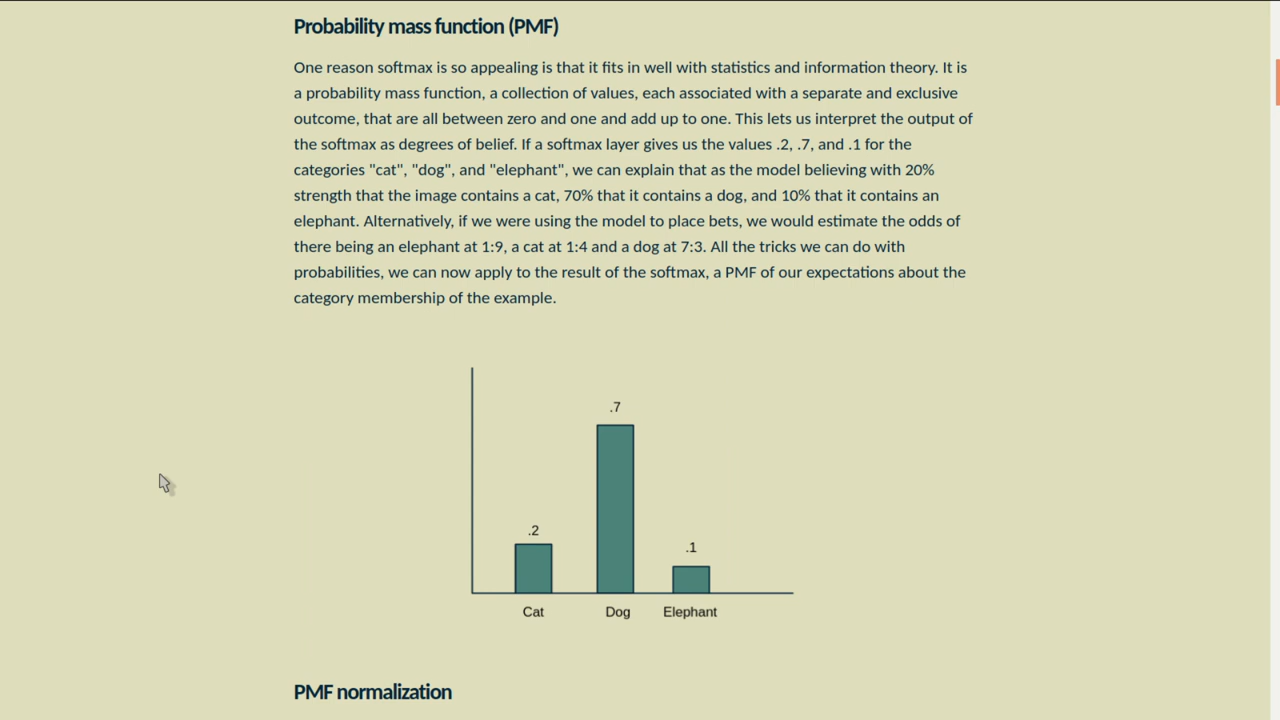 Probability mass function (PMF)
One reason softmax is so appealing is that it fits in well with statistics and information theory. It is
a probability mass function, a collection of values, each associated with a separate and exclusive
outcome, that are all between zero and one and add up to one. This lets us interpret the output of
the softmax as degrees of belief. If a softmax layer gives us the values .2, .7, and .1 for the
categories "cat", "dog", and "elephant", we can explain that as the model believing with 20%
strength that the image contains a cat, 70% that it contains a dog, and 10% that it contains an
elephant. Alternatively, if we were using the model to place bets, we would estimate the odds of
there being an elephant at 1:9, a cat at 1:4 and a dog at 7:3. All the tricks we can do with
probabilities, we can now apply to the result of the softmax, a PMF of our expectations about the
category membership of the example.
.7
.2
.1
Cat Dog Elephant
PMF normalization